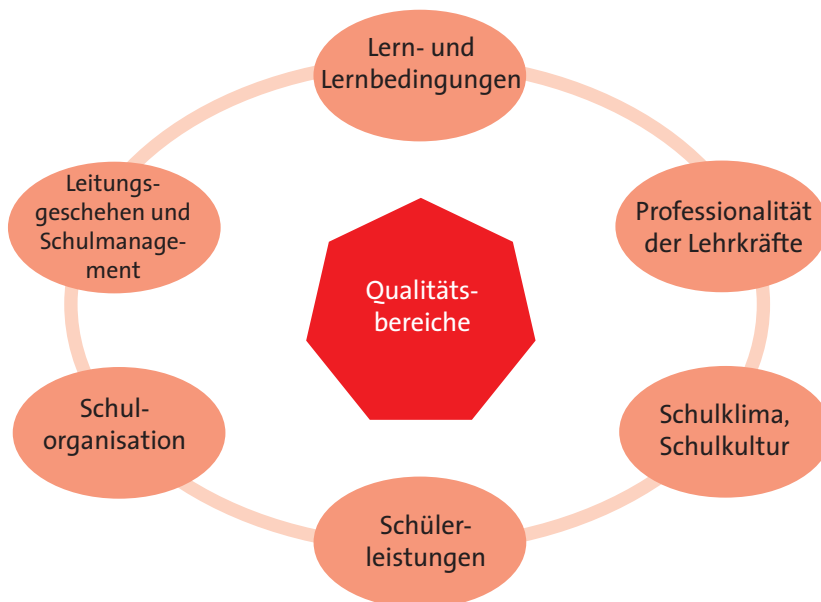 Lern- und
Lernbedingungen
Leitungs-
geschehen und
Schulmanage-
ment
Professionalität
der Lehrkräfte
Qualitäts-
bereiche
Schul-
organisation
Schulklima,
Schulkultur
Schüler-
leistungen